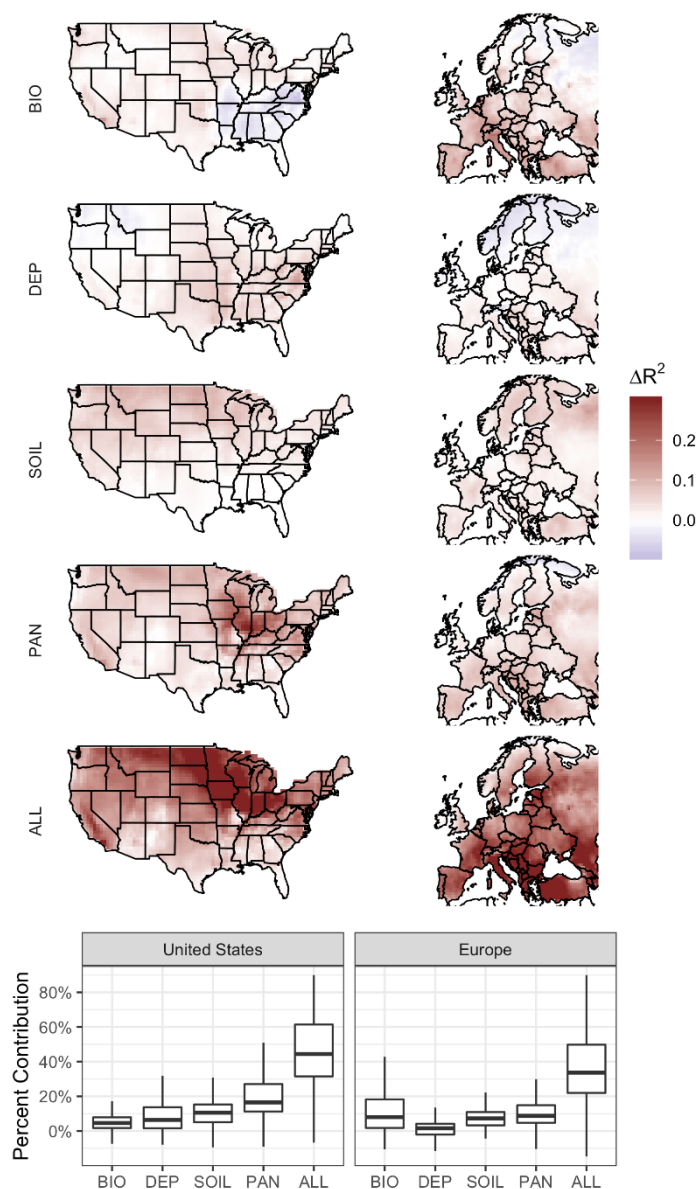 BIO
DEP
SOIL
PAN
ALL
ΔR²
0.2
0.1
0.0
United States Europe
Percent Contribution
80%
60%
40%
20%
0%
BIO DEP SOIL PAN ALL BIO DEP SOIL PAN ALL